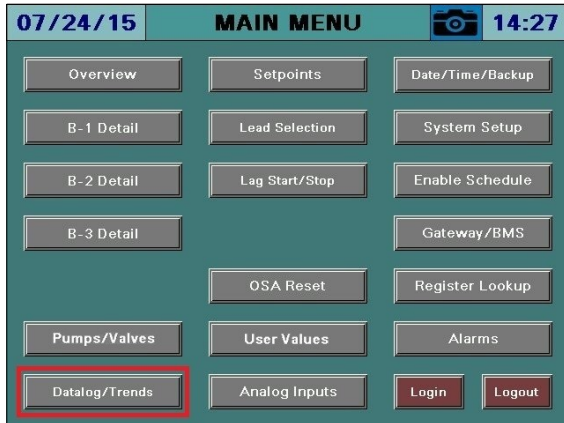 07/24/15 MAIN MENU 14:27
Overview Setpoints Date/Time/Backup
B-1 Detail Lead Selection System Setup
B-2 Detail Lag Start/Stop Enable Schedule
B-3 Detail Gateway/BMS
OSA Reset Register Lookup
Pumps/Valves User Values Alarms
Datalog/Trends Analog Inputs Login Logout